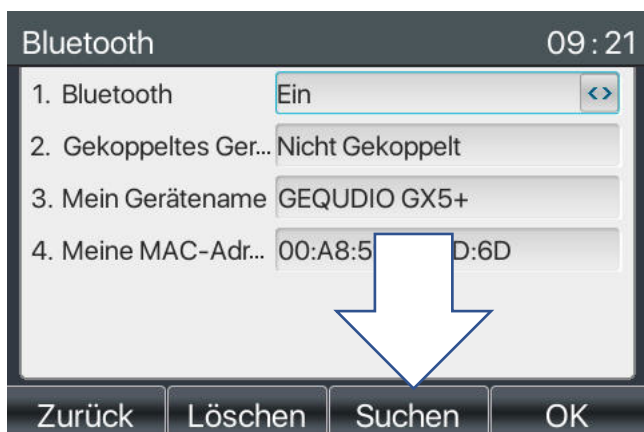 Bluetooth 09:21
1. Bluetooth Ein <>
2. Gekoppeltes Ger... Nicht Gekoppelt
3. Mein Gerätename GEQUDIO GX5+
4. Meine MAC-Adr... 00:A8:5 D:6D
Zurück Löschen Suchen OK